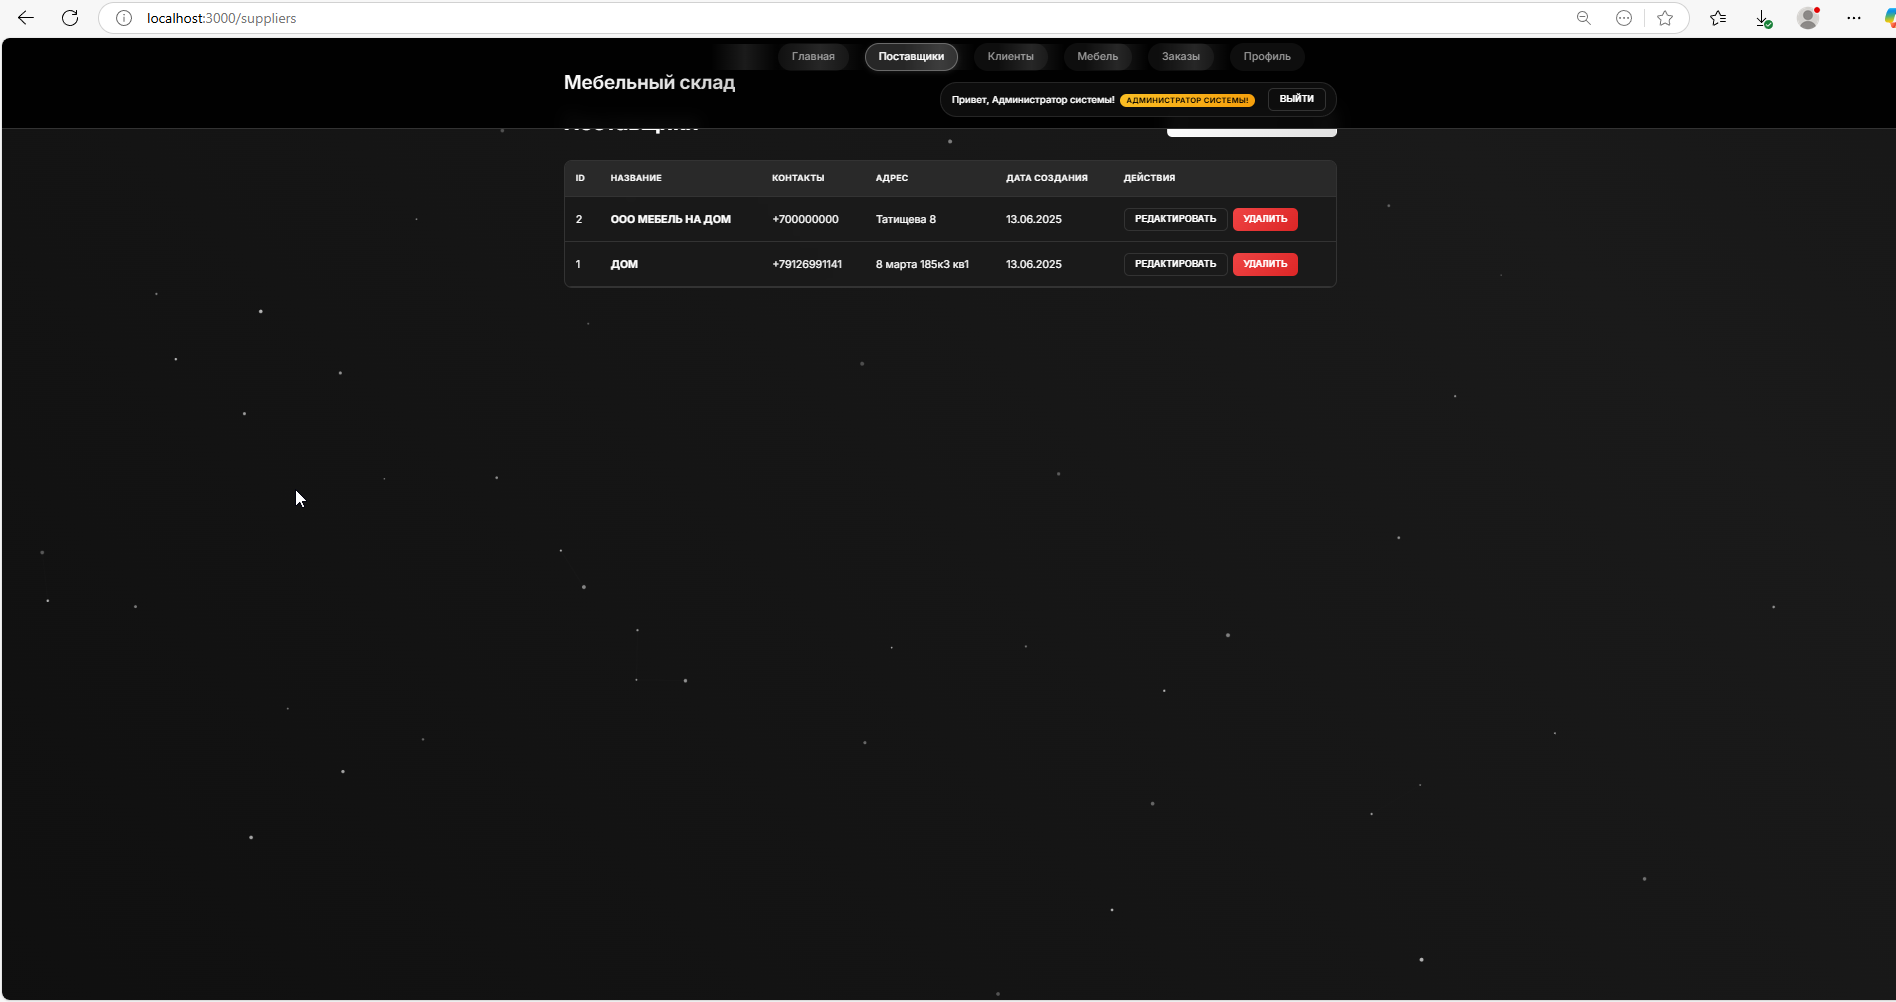 localhost:3000/suppliers
Главная Поставщики Клиенты Мебель Заказы Профиль
Мебельный склад
Привет, Администратор системы! АДМИНИСТРАТОР СИСТЕМЫ! ВЫЙТИ
ID НАЗВАНИЕ КОНТАКТЫ АДРЕС ДАТА СОЗДАНИЯ ДЕЙСТВИЯ
2 ООО МЕБЕЛЬ НА ДОМ +700000000 Татищева 8 13.06.2025 РЕДАКТИРОВАТЬ УДАЛИТЬ
1 ДОМ +79126991141 8 марта 185к3 кв1 13.06.2025 РЕДАКТИРОВАТЬ УДАЛИТЬ